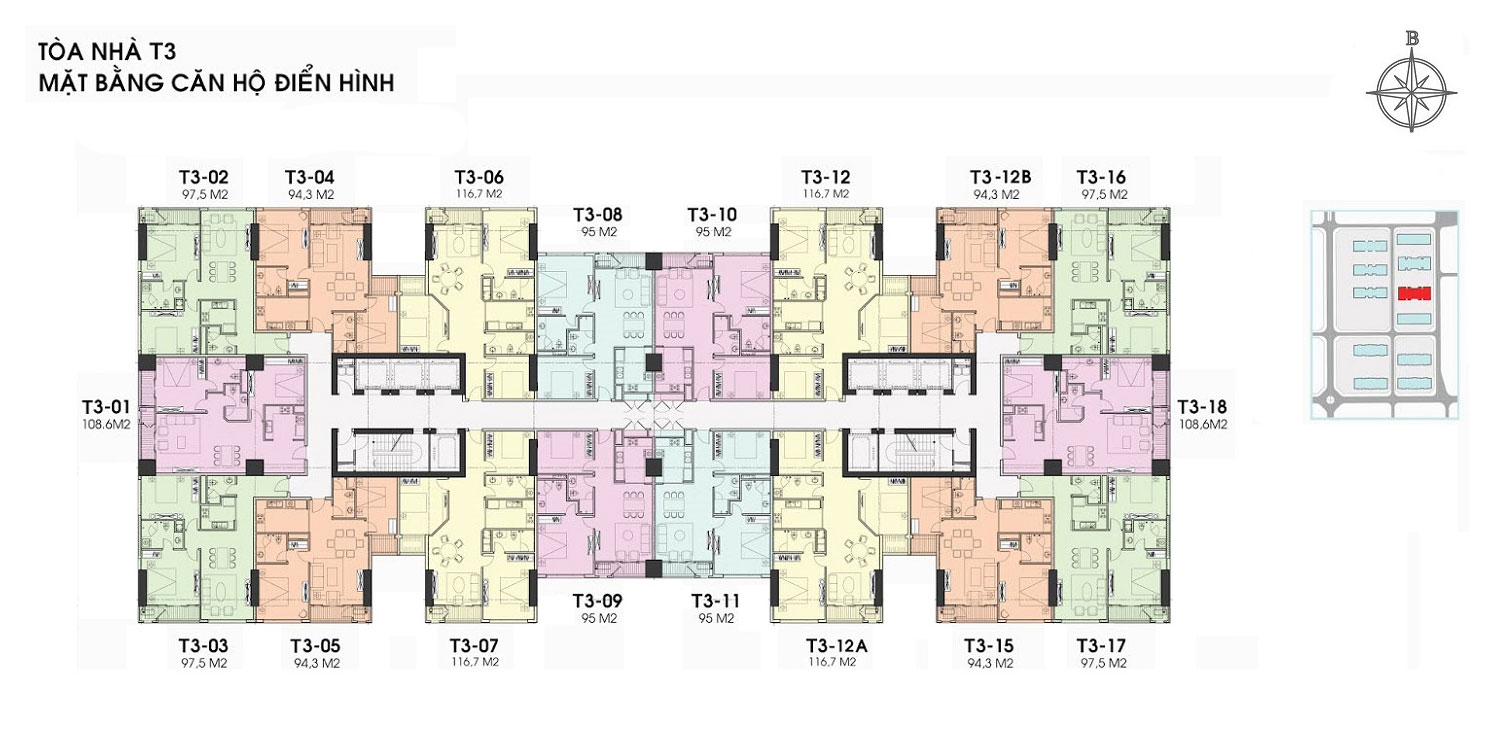 TÒA NHÀ T3
MẶT BẰNG CĂN HỘ ĐIỂN HÌNH
B
T3-02
97,5 M2
T3-04
94,3 M2
T3-06
116,7 M2
T3-08
95 M2
T3-10
95 M2
T3-12
116,7 M2
T3-12B
94,3 M2
T3-16
97,5 M2
T3-01
108.6M2
T3-18
108,6M2
T3-03
97,5 M2
T3-05
94,3 M2
T3-07
116,7 M2
T3-09
95 M2
T3-11
95 M2
T3-12A
116,7 M2
T3-15
94,3 M2
T3-17
97,5 M2